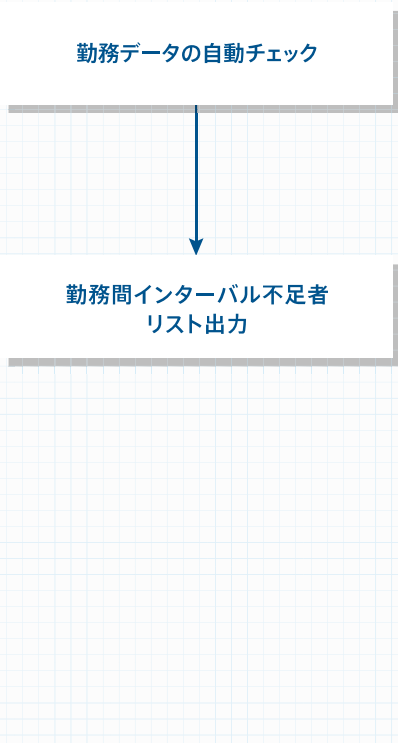 勤務データの自動チェック
勤務間インターバル不足者
リスト出力